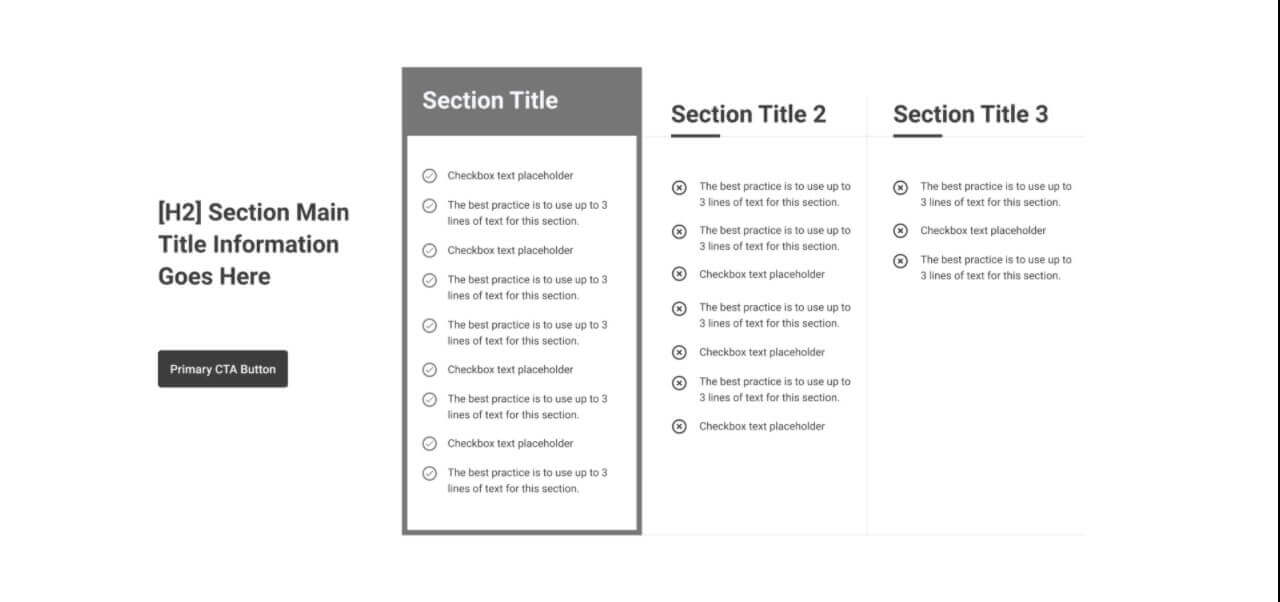 [H2] Section Main
Title Information
Goes Here
Primary CTA Button
Section Title
Checkbox text placeholder
The best practice is to use up to 3
lines of text for this section.
Checkbox text placeholder
The best practice is to use up to 3
lines of text for this section.
The best practice is to use up to 3
lines of text for this section.
Checkbox text placeholder
The best practice is to use up to 3
lines of text for this section.
Checkbox text placeholder
The best practice is to use up to 3
lines of text for this section.
Section Title 2
The best practice is to use up to
3 lines of text for this section.
The best practice is to use up to
3 lines of text for this section.
Checkbox text placeholder
The best practice is to use up to
3 lines of text for this section.
Checkbox text placeholder
The best practice is to use up to
3 lines of text for this section.
Checkbox text placeholder
Section Title 3
The best practice is to use up to
3 lines of text for this section.
Checkbox text placeholder
The best practice is to use up to
3 lines of text for this section.